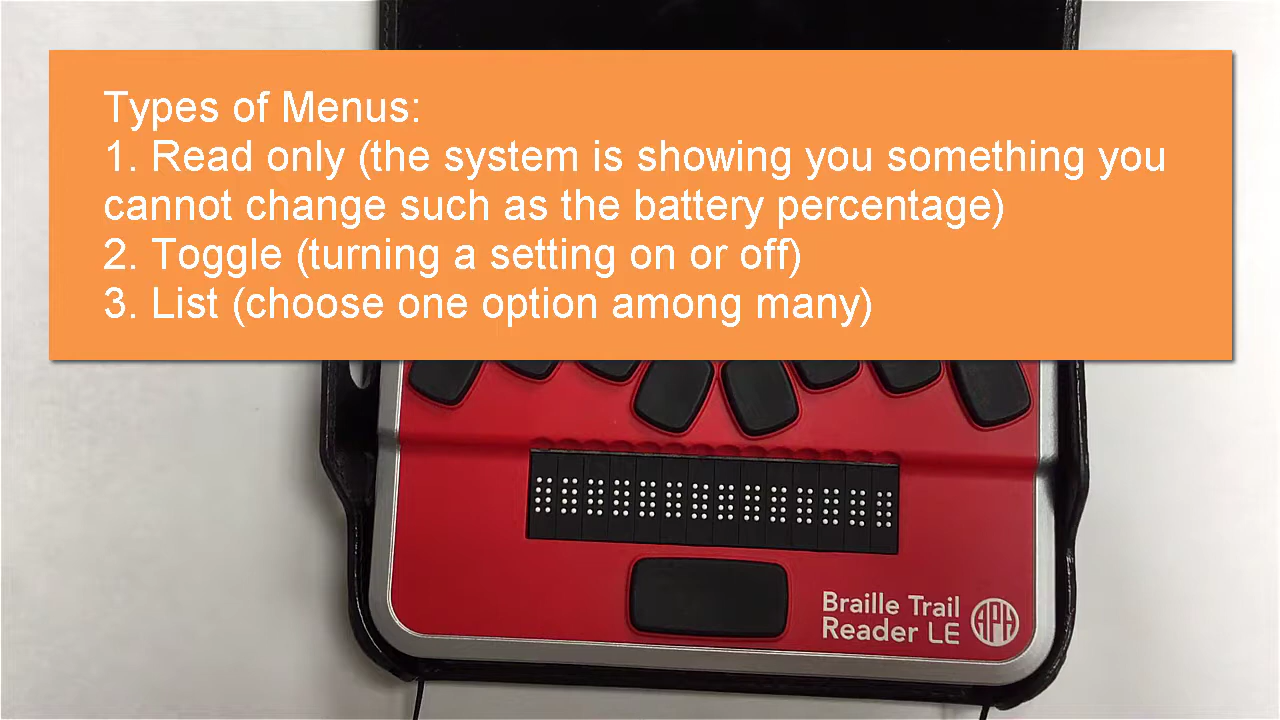 Types of Menus:
1. Read only (the system is showing you something you
cannot change such as the battery percentage)
2. Toggle (turning a setting on or off)
3. List (choose one option among many)
Braille Trail
Reader LE
APH